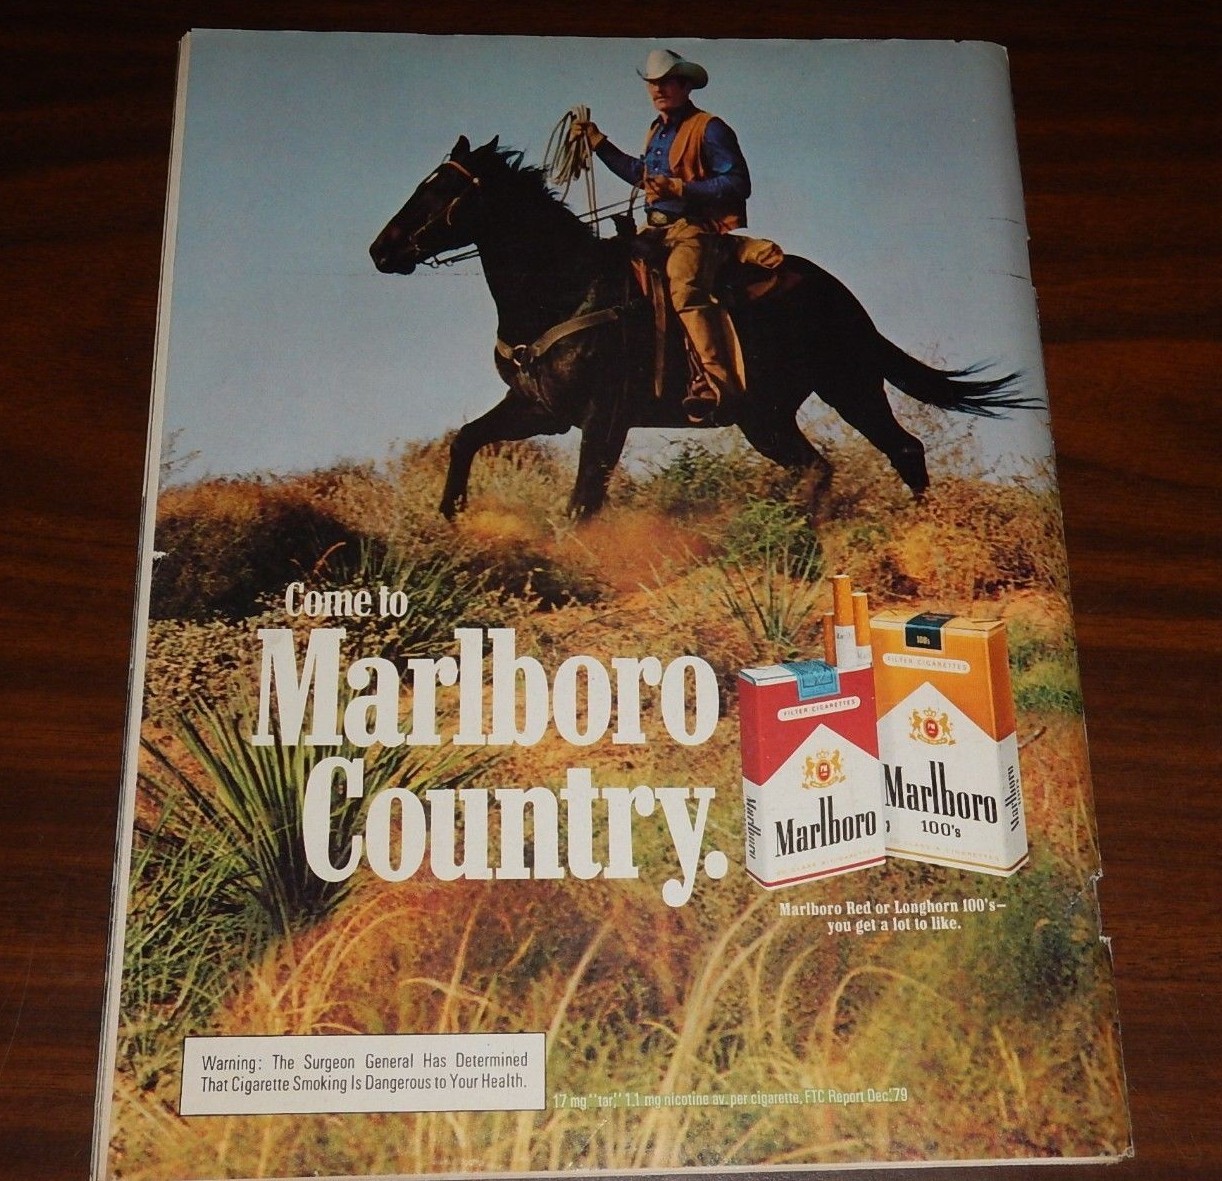 Come to
Marlboro
Country.
FILTER CIGARETTES
Marlboro
Marlboro
100's
FILTER CIGARETTES
Marlboro
100's
Marlboro
Marlboro Red or Longhorn 100's—
you get a lot to like.
Warning: The Surgeon General Has Determined
That Cigarette Smoking Is Dangerous to Your Health.
17 mg "tar," 1.1 mg nicotine av. per cigarette, FTC Report Dec.'79